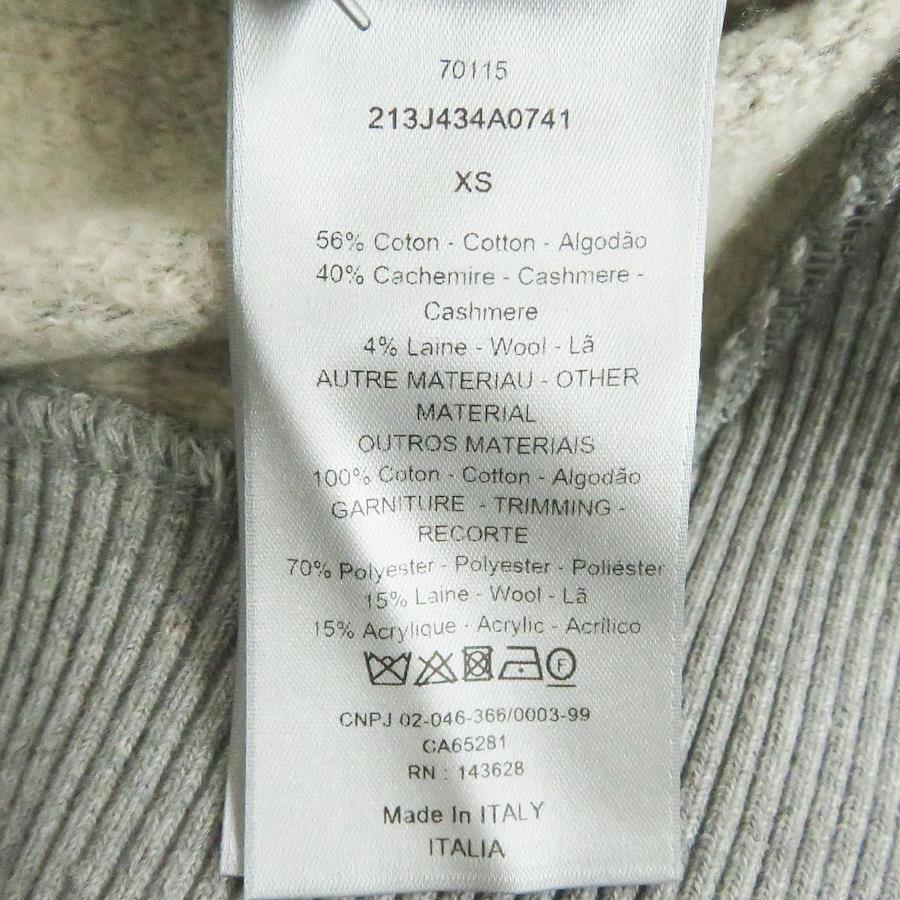 70115
213J434A0741
XS
56% Coton - Cotton - Algodão
40% Cachemire - Cashmere -
Cashmere
4% Laine - Wool - Lã
AUTRE MATERIAU - OTHER
MATERIAL
OUTROS MATERIAIS
100% Coton - Cotton - Algodão
GARNITURE - TRIMMING -
RECORTE
70% Polyester - Polyester - Poliéster
15% Laine - Wool - Lã
15% Acrylique - Acrylic - Acrílico
F
CNPJ 02-046-366/0003-99
CA65281
RN : 143628
Made In ITALY
ITALIA